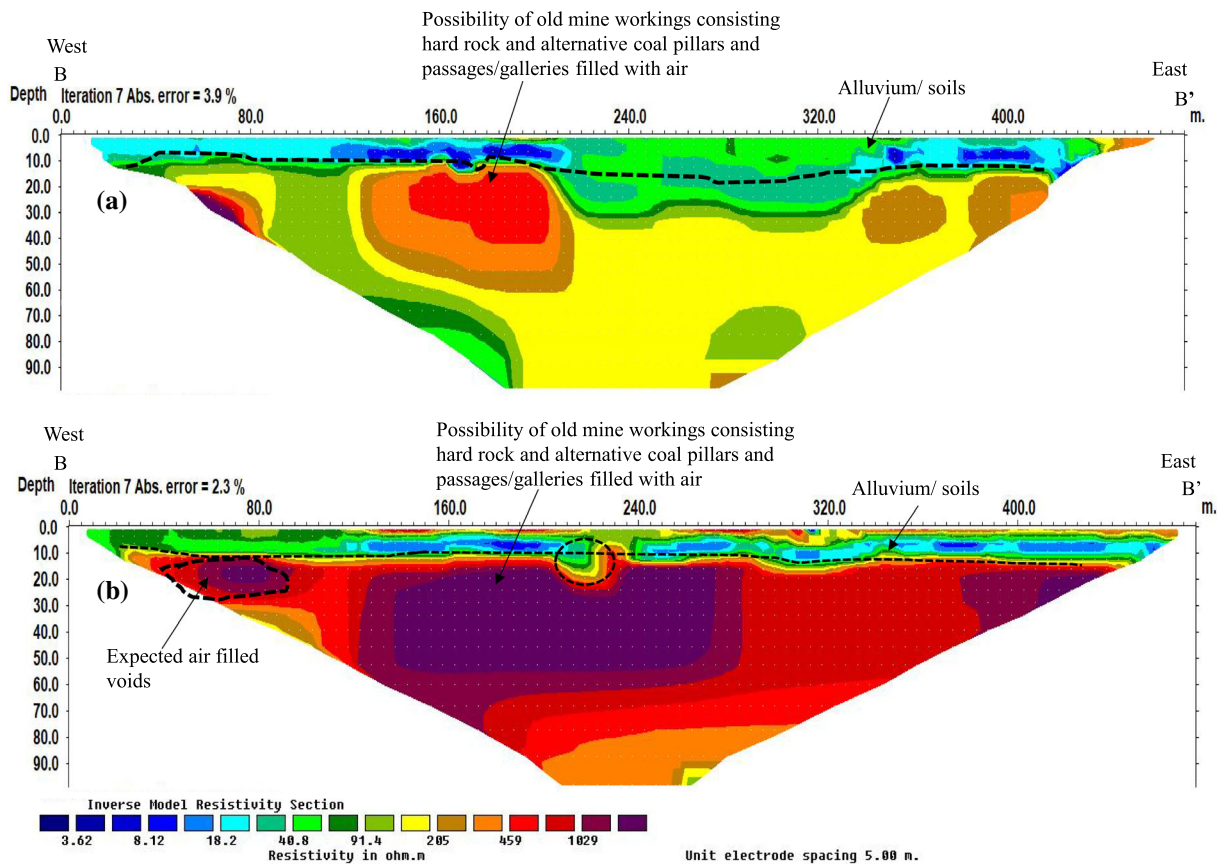 Possibility of old mine workings consisting
hard rock and alternative coal pillars and
passages/galleries filled with air
West
B
East
B'
Alluvium/ soils
Depth Iteration 7 Abs. error = 3.9 %
0.0 80.0 160.0 240.0 320.0 400.0 m.
0.0
10.0
20.0
30.0
40.0
50.0
60.0
70.0
80.0
90.0
(a)
Possibility of old mine workings consisting
hard rock and alternative coal pillars and
passages/galleries filled with air
West
B
East
B'
Alluvium/ soils
Depth Iteration 7 Abs. error = 2.3 %
0.0 80.0 160.0 240.0 320.0 400.0 m.
0.0
10.0
20.0
30.0
40.0
50.0
60.0
70.0
80.0
90.0
(b)
Expected air filled
voids
Inverse Model Resistivity Section
3.62 8.12 18.2 40.8 91.4 205 459 1029
Resistivity in ohm.m Unit electrode spacing 5.00 m.